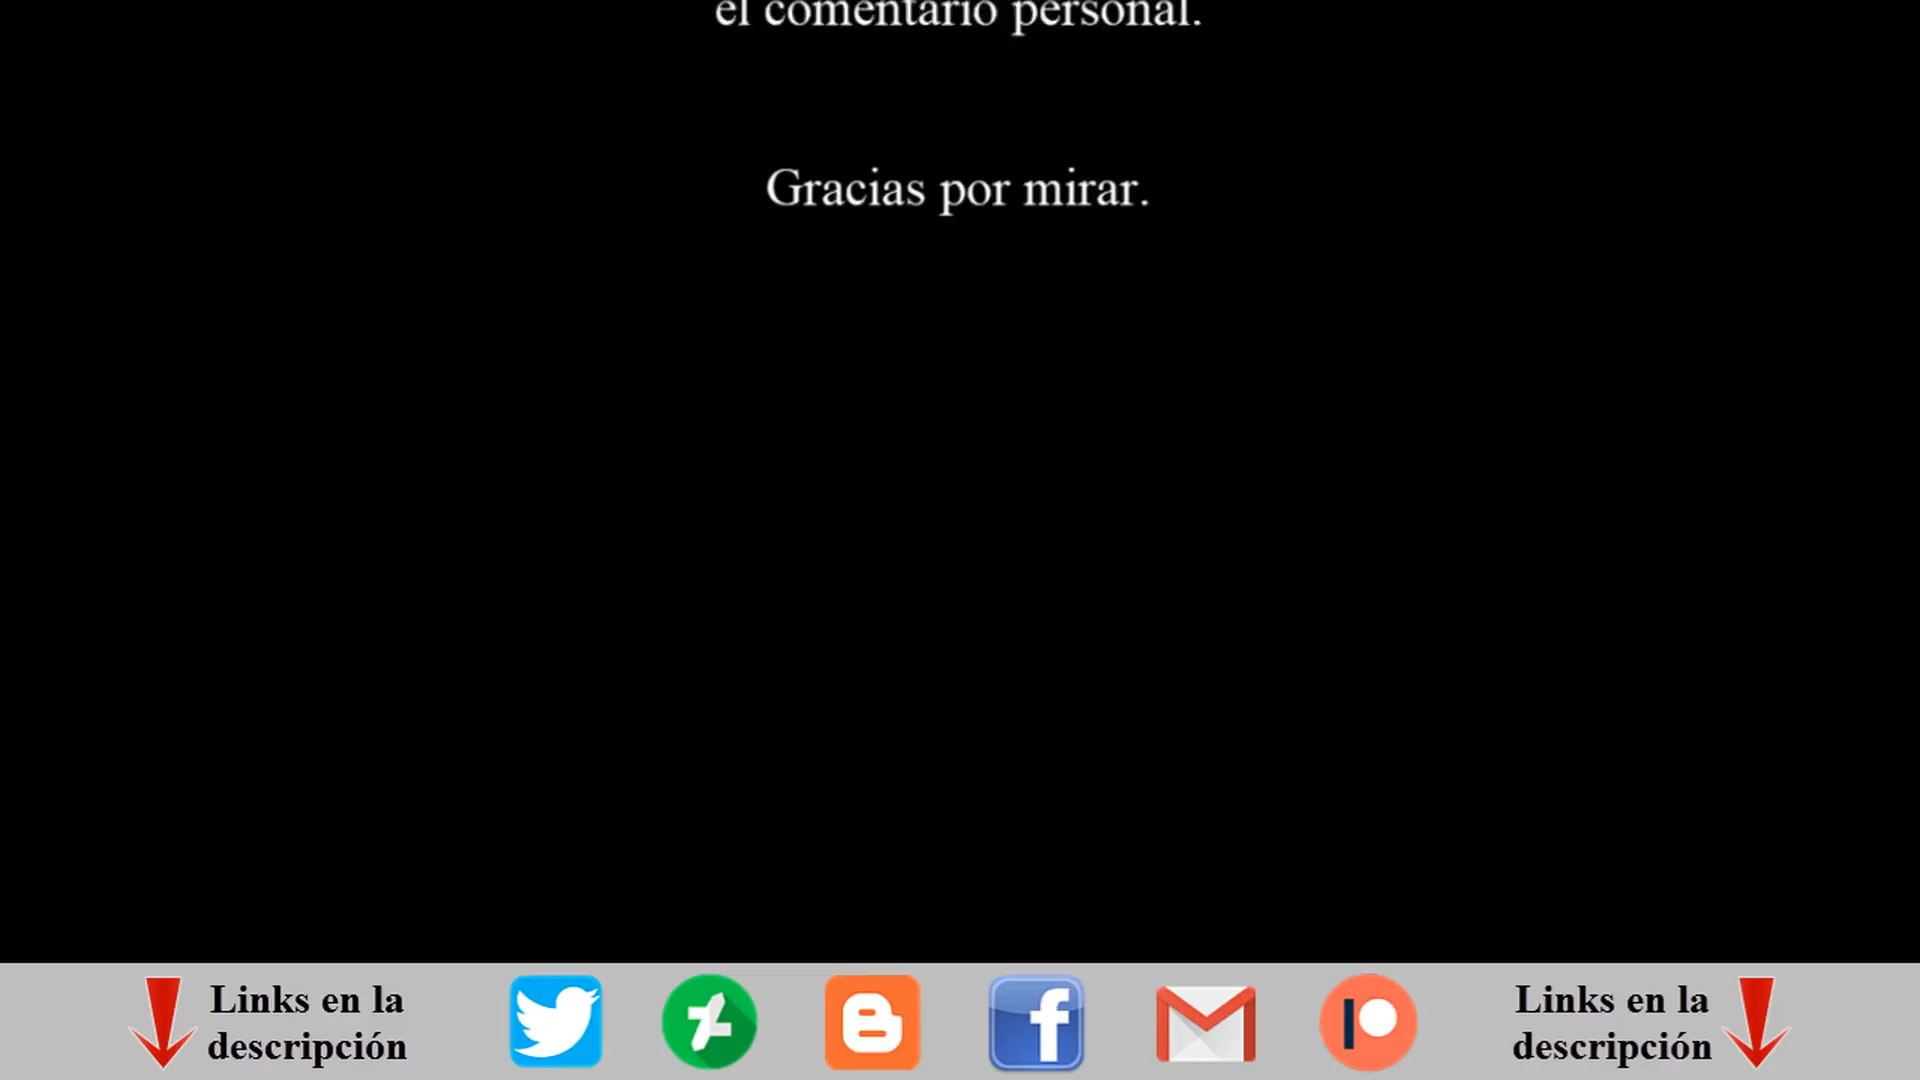 el comentario personal.
Gracias por mirar.
Links en la
descripción
Links en la
descripción